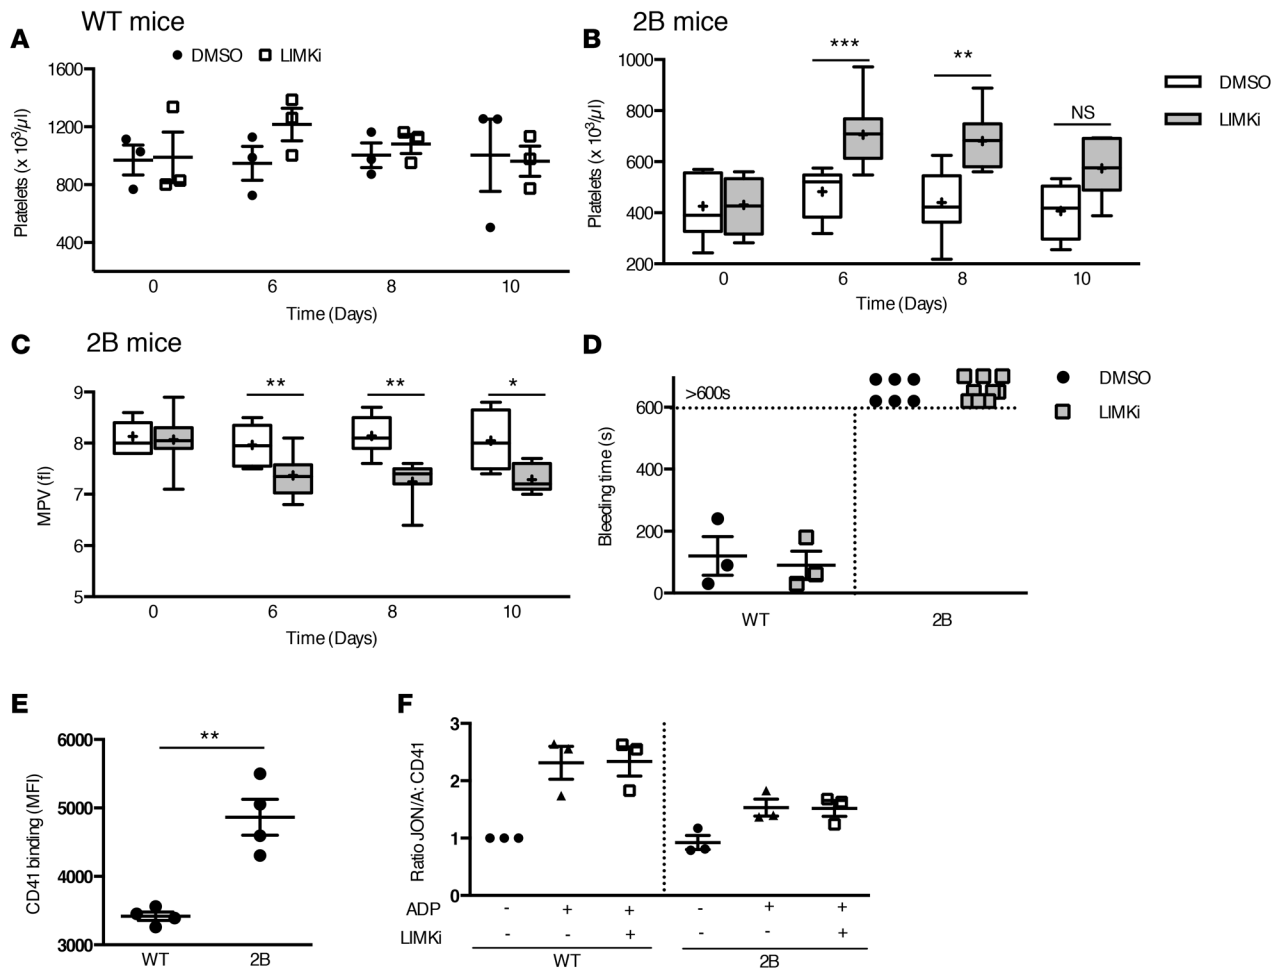 WT mice
A
DMSO LIMKi
1600
1200
800
400
Platelets (x 10³/µl)
0 6 8 10
Time (Days)
2B mice
B
1000
800
600
400
200
Platelets (x 10³/µl)
*** ** NS
0 6 8 10
Time (Days)
DMSO
LIMKi
C 2B mice
9
8
7
6
5
MPV (fl)
** ** *
0 6 8 10
Time (Days)
D
>600s
600
400
200
0
Bleeding time (s)
WT 2B
DMSO
LIMKi
E
6000
5000
4000
3000
CD41 binding (MFI)
**
WT 2B
F
3
2
1
0
Ratio JON/A: CD41
ADP - + + - + +
LIMKi - - + - - +
WT 2B